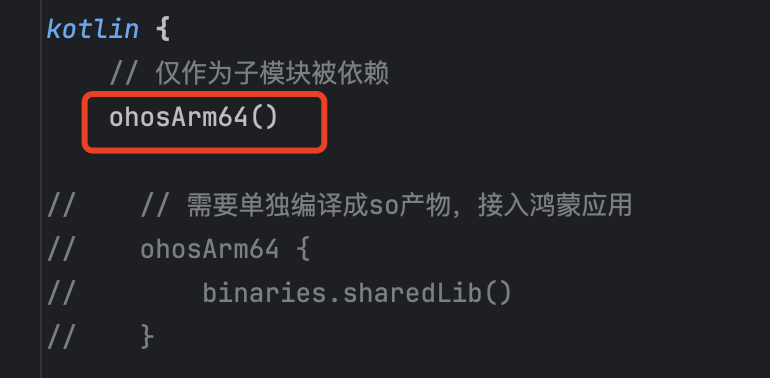 kotlin {
// 仅作为子模块被依赖
ohosArm64()
// // 需要单独编译成so产物，接入鸿蒙应用
// ohosArm64 {
// binaries.sharedLib()
// }